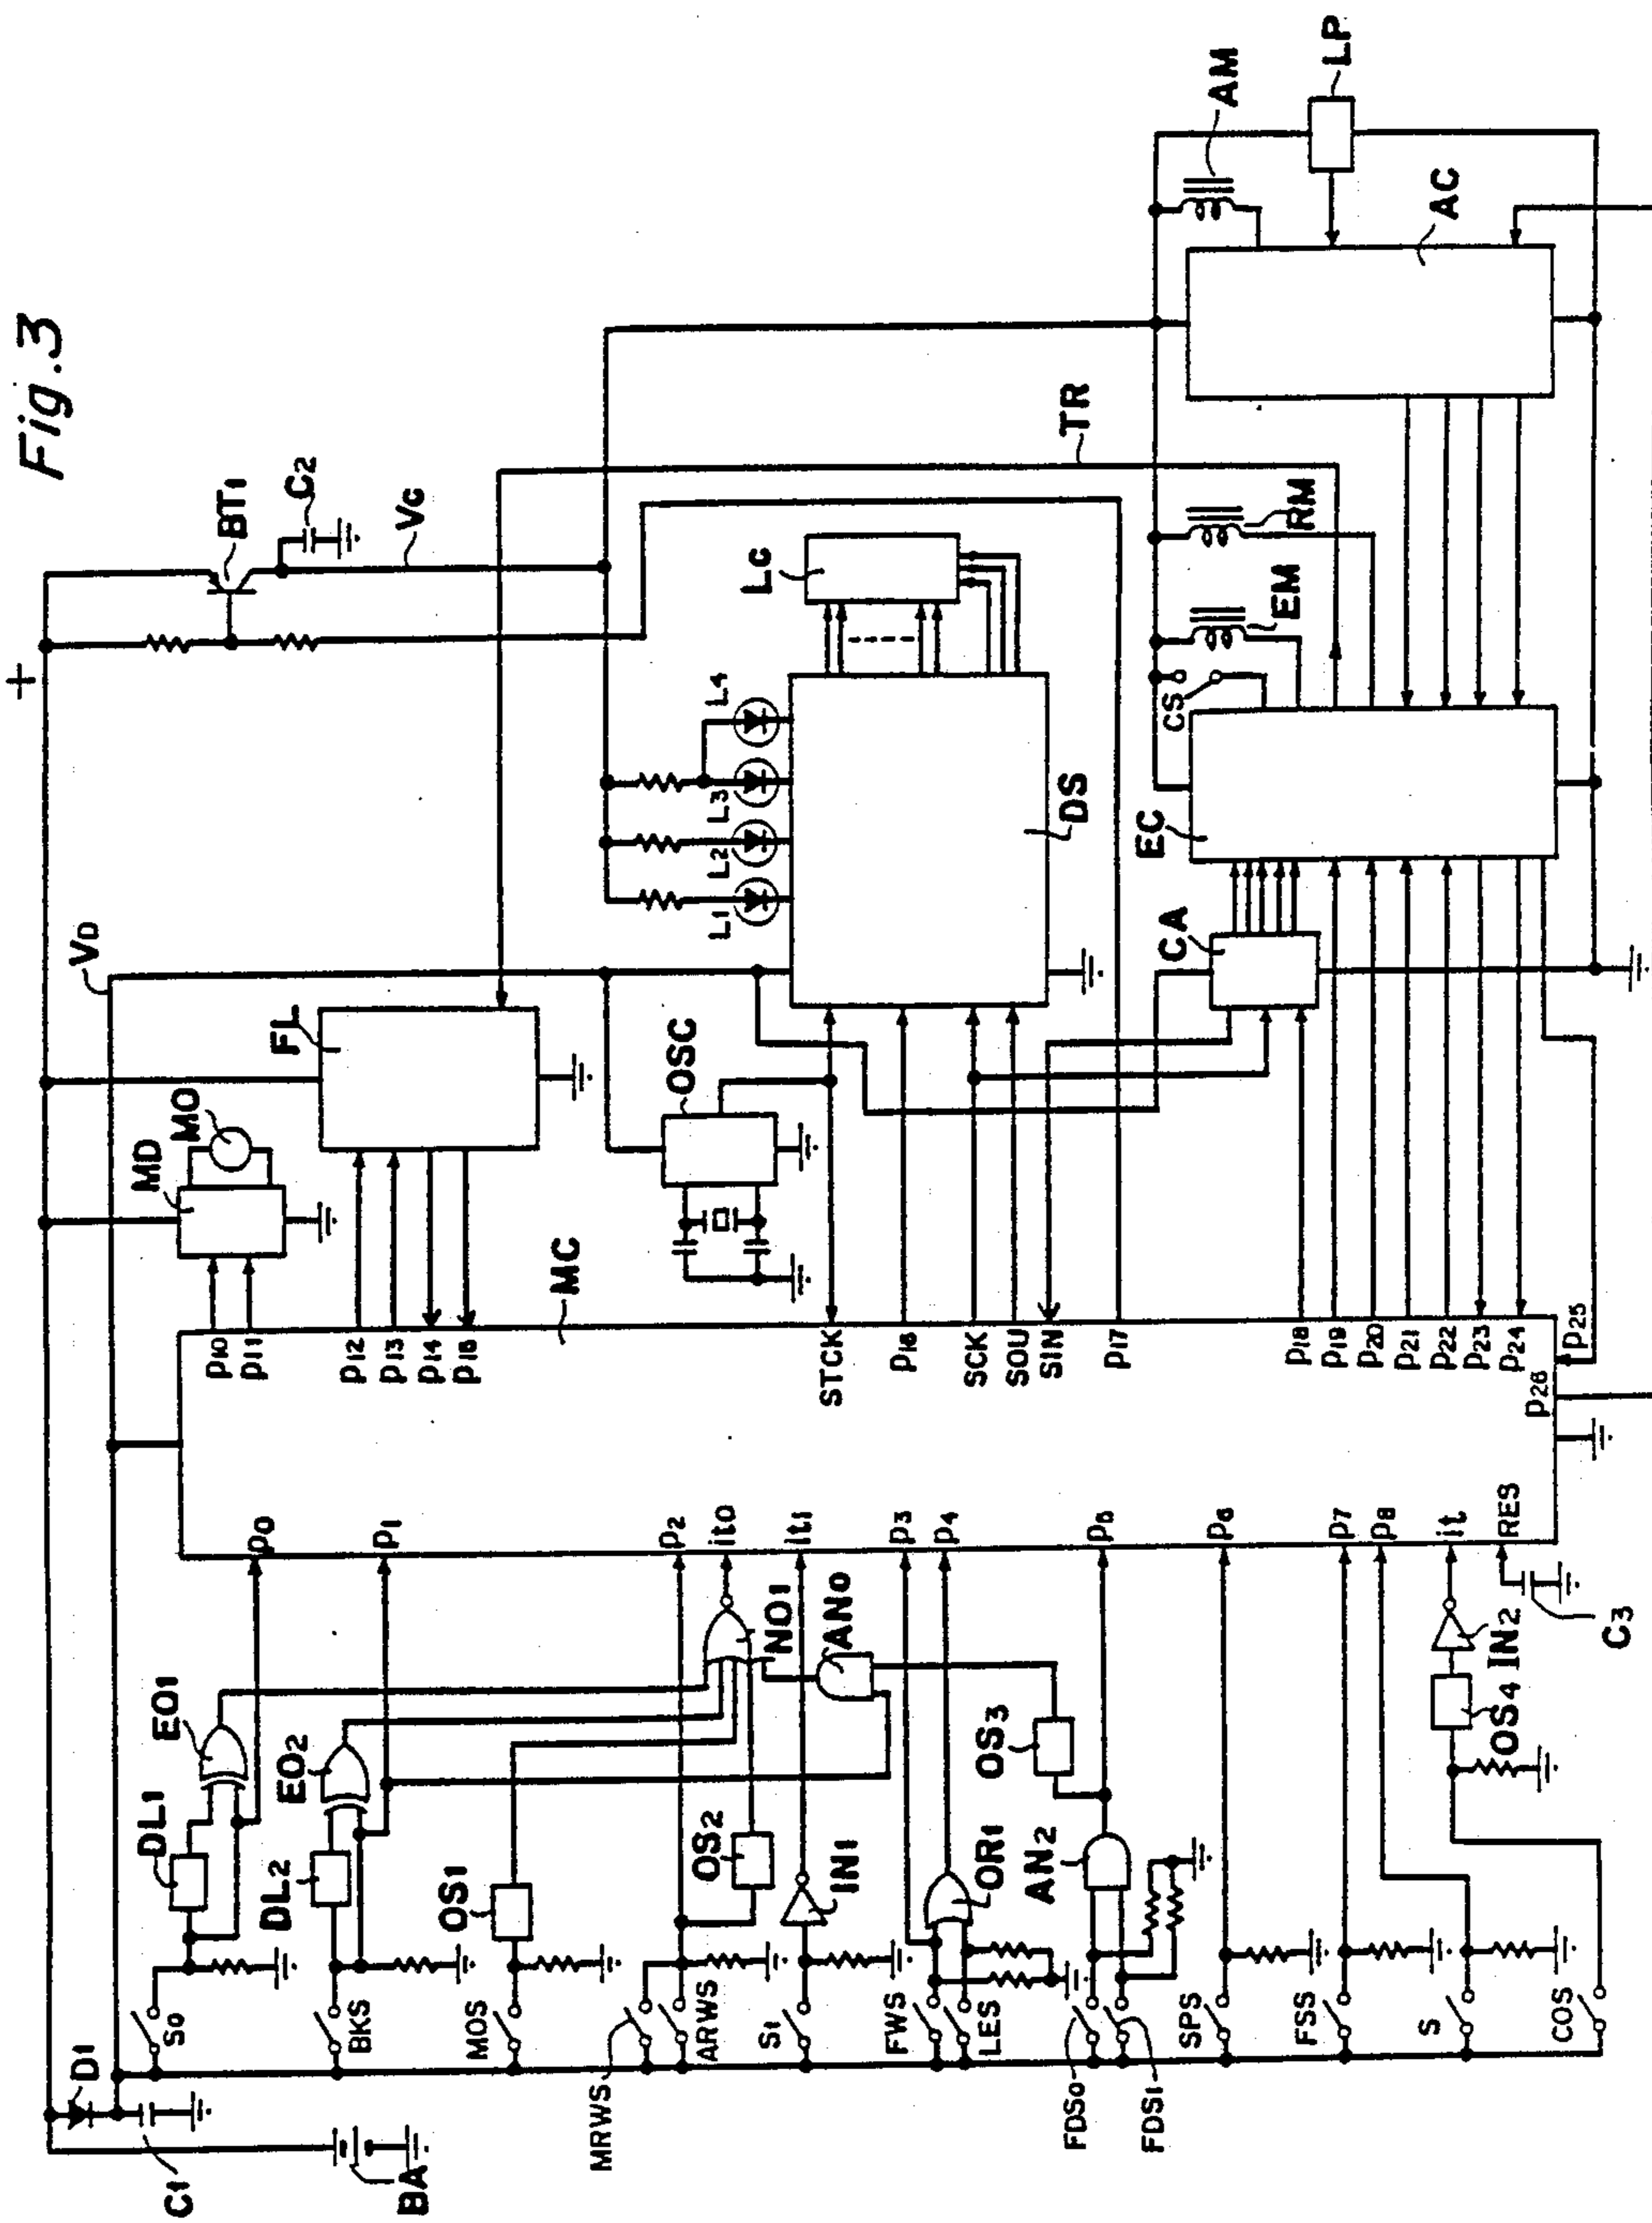 Fig.3
+
D1
C1
BA
VD
BT1
C2
VC
MD
MO
FL
MC
p10
p11
p12
p13
p14
p15
STCK
p16
SCK
SOU
SIN
p17
p18
p19
p20
p21
p22
p23
p24
p25
p26
p0
p1
p2
it0
it1
p3
p4
p5
p6
p7
p8
it
RES
S0
BKS
MOS
MRWS
ARWS
S1
FWS
LES
FDS0
FDS1
SPS
FSS
S
COS
DL1
EO1
DL2
EO2
OS1
OS2
NO1
AN0
IN1
OR1
AN2
OS3
OS4
IN2
C3
OSC
L1
L2
L3
L4
LC
DS
CA
EC
CS
EM
RM
TR
AM
LP
AC